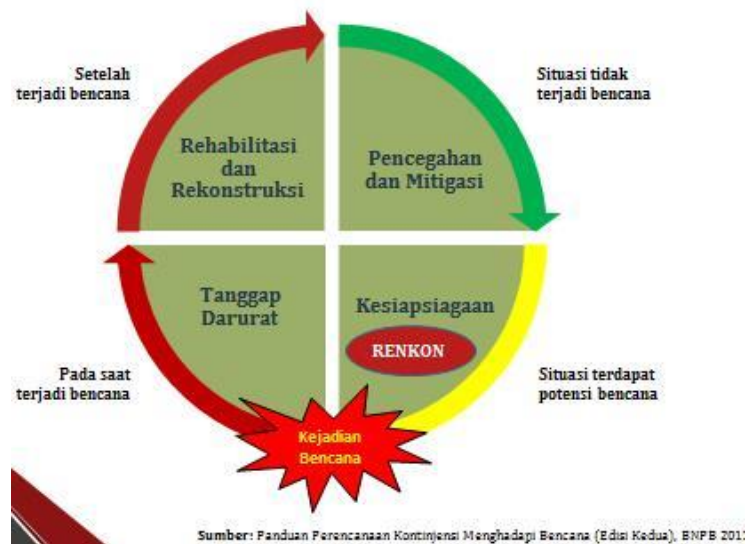 Setelah
terjadi bencana
Situasi tidak
terjadi bencana
Rehabilitasi
dan
Rekonstruksi
Pencegahan
dan Mitigasi
Tanggap
Darurat
Kesiapsiagaan
RENKON
Pada saat
terjadi bencana
Situasi terdapat
potensi bencana
Kejadian
Bencana
Sumber: Panduan Perencanaan Kontinjensi Menghadapi Bencana (Edisi Kedua), BNPB